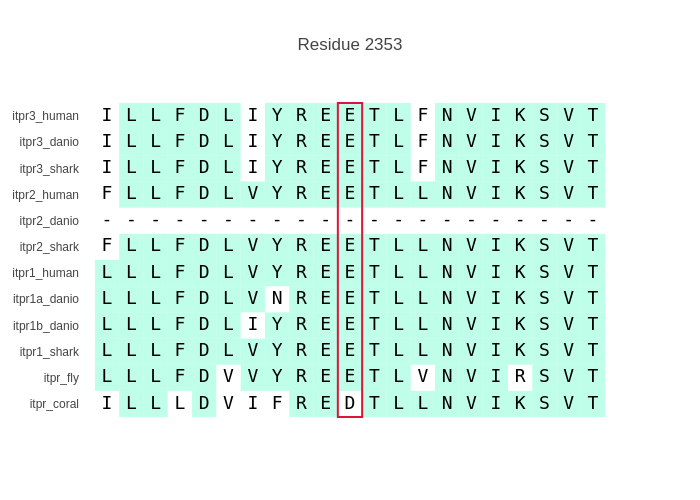 Residue 2353
itpr3_human I L L F D L I Y R E E T L F N V I K S V T
itpr3_danio I L L F D L I Y R E E T L F N V I K S V T
itpr3_shark I L L F D L I Y R E E T L F N V I K S V T
itpr2_human F L L F D L V Y R E E T L L N V I K S V T
itpr2_danio - - - - - - - - - - - - - - - - - - - - -
itpr2_shark F L L F D L V Y R E E T L L N V I K S V T
itpr1_human L L L F D L V Y R E E T L L N V I K S V T
itpr1a_danio L L L F D L V N R E E T L L N V I K S V T
itpr1b_danio L L L F D L I Y R E E T L L N V I K S V T
itpr1_shark L L L F D L V Y R E E T L L N V I K S V T
itpr_fly L L L F D V V Y R E E T L V N V I R S V T
itpr_coral I L L L D V I F R E D T L L N V I K S V T